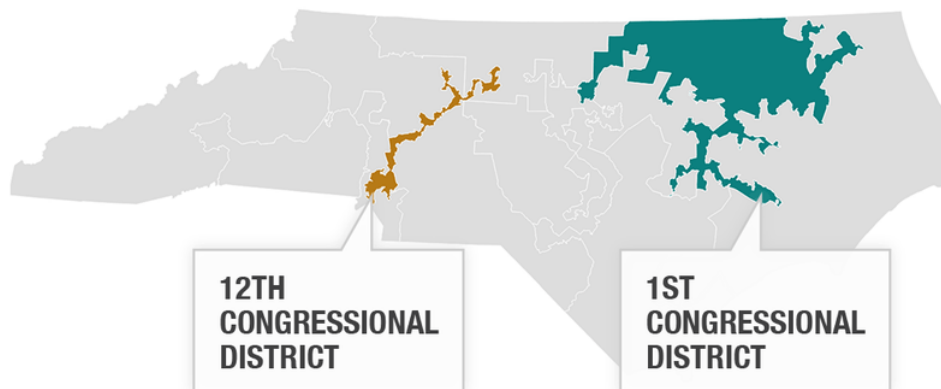 12TH
CONGRESSIONAL
DISTRICT
1ST
CONGRESSIONAL
DISTRICT